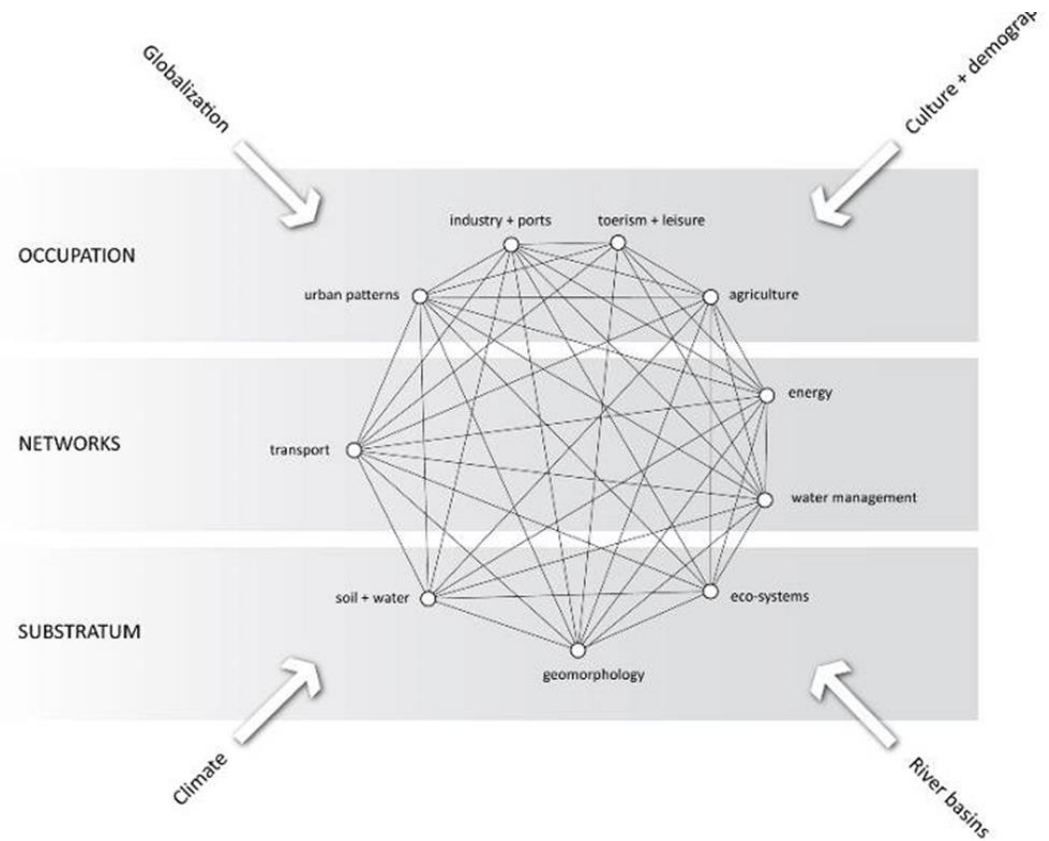 Globalization
Culture + demograp
OCCUPATION
industry + ports
toerism + leisure
urban patterns
agriculture
NETWORKS
energy
transport
water management
SUBSTRATUM
soil + water
eco-systems
geomorphology
Climate
River basins